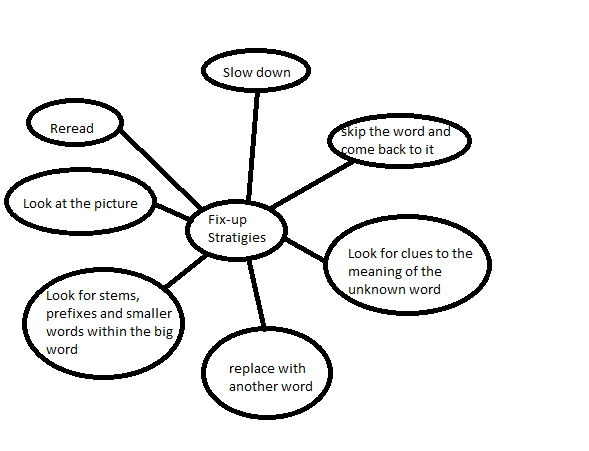 Slow down
Reread
skip the word and
come back to it
Look at the picture
Fix-up
Stratigies
Look for clues to the
meaning of the
unknown word
Look for stems,
prefixes and smaller
words within the big
word
replace with
another word